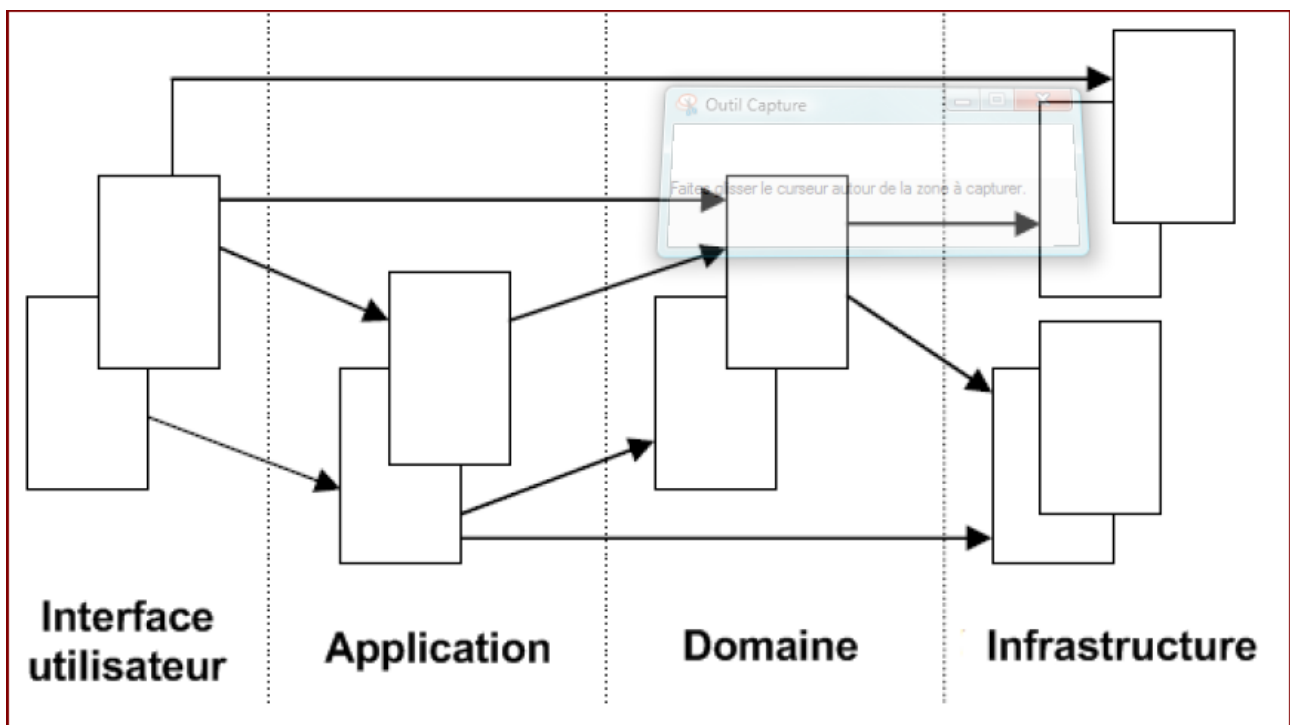 Outil Capture
Faites glisser le curseur autour de la zone à capturer.
Interface
utilisateur
Application
Domaine
Infrastructure